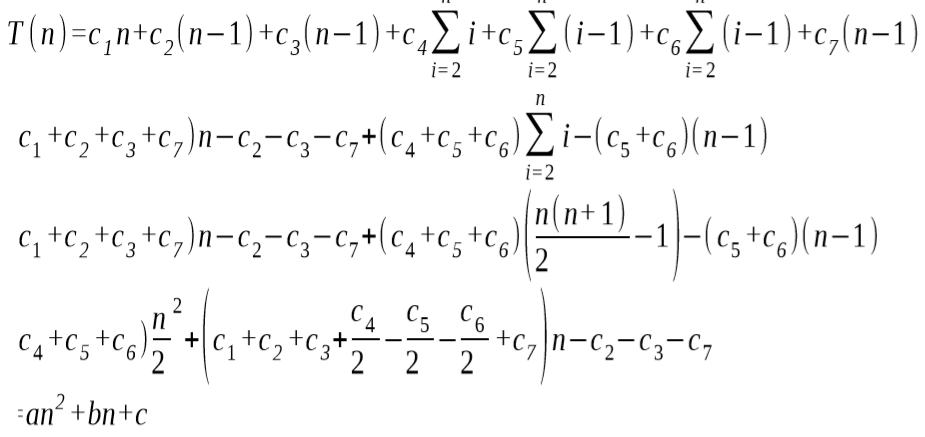 T(n)=c₁n+c₂(n−1)+c₃(n−1)+c₄∑ᵢ₌₂ⁿ i+c₅∑ᵢ₌₂ⁿ (i−1)+c₆∑ᵢ₌₂ⁿ (i−1)+c₇(n−1)
c₁+c₂+c₃+c₇)n−c₂−c₃−c₇+(c₄+c₅+c₆)∑ᵢ₌₂ⁿ i−(c₅+c₆)(n−1)
c₁+c₂+c₃+c₇)n−c₂−c₃−c₇+(c₄+c₅+c₆)(n(n+1)/2−1)−(c₅+c₆)(n−1)
c₄+c₅+c₆)n²/2+(c₁+c₂+c₃+c₄/2−c₅/2−c₆/2+c₇)n−c₂−c₃−c₇
=an²+bn+c